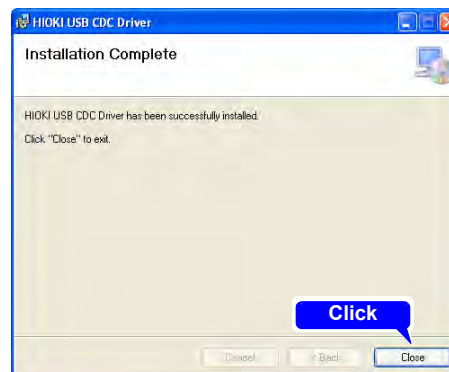 HIOKI USB CDC Driver
Installation Complete
HIOKI USB CDC Driver has been successfully installed.
Click "Close" to exit.
Click
Cancel < Back Close